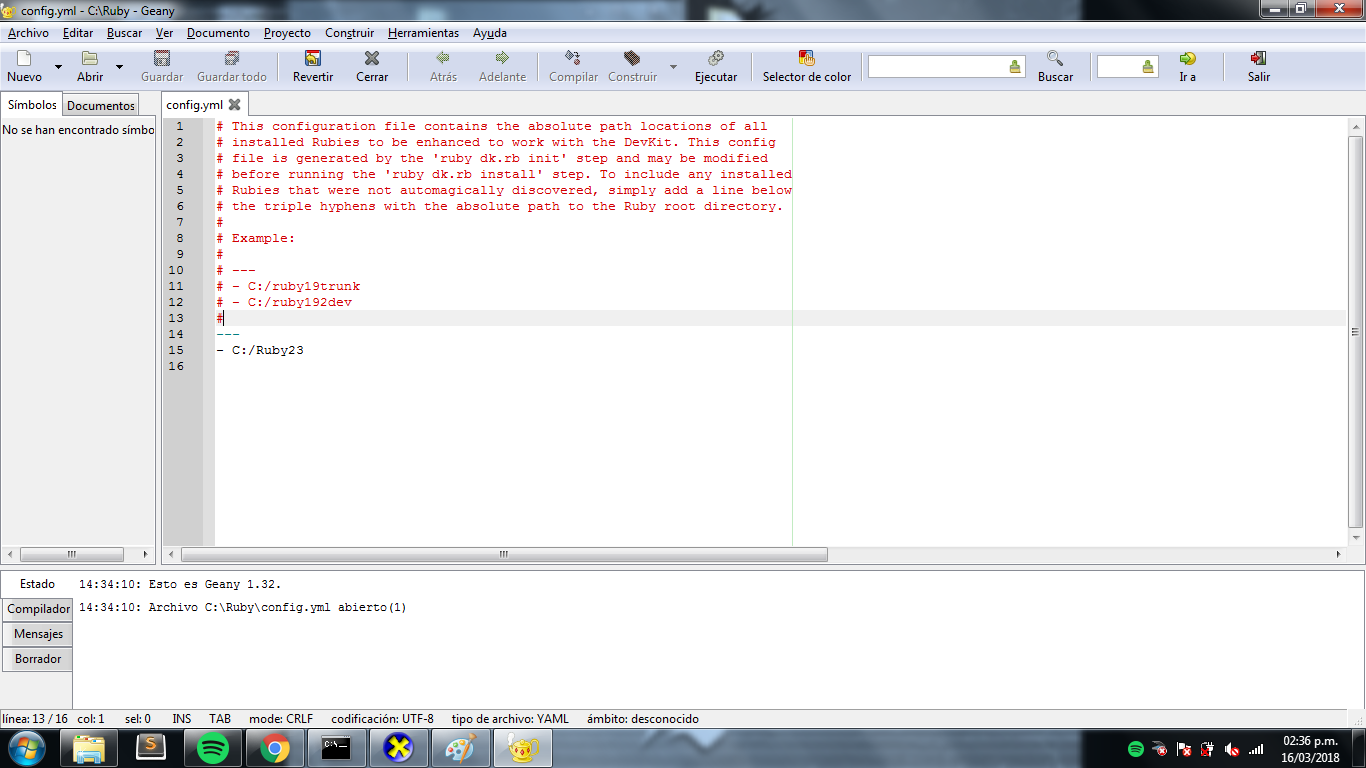 config.yml - C:\Ruby - Geany
Archivo Editar Buscar Ver Documento Proyecto Construir Herramientas Ayuda
Nuevo Abrir Guardar Guardar todo Revertir Cerrar Atrás Adelante Compilar Construir Ejecutar Selector de color Buscar Ir a Salir
Símbolos Documentos config.yml
No se han encontrado símbo
1 # This configuration file contains the absolute path locations of all
2 # installed Rubies to be enhanced to work with the DevKit. This config
3 # file is generated by the 'ruby dk.rb init' step and may be modified
4 # before running the 'ruby dk.rb install' step. To include any installed
5 # Rubies that were not automagically discovered, simply add a line below
6 # the triple hyphens with the absolute path to the Ruby root directory.
7 #
8 # Example:
9 #
10 # ---
11 # - C:/ruby19trunk
12 # - C:/ruby192dev
13 #
14 ---
15 - C:/Ruby23
16
Estado
14:34:10: Esto es Geany 1.32.
Compilador
14:34:10: Archivo C:\Ruby\config.yml abierto(1)
Mensajes
Borrador
línea: 13 / 16 col: 1 sel: 0 INS TAB mode: CRLF codificación: UTF-8 tipo de archivo: YAML ámbito: desconocido
S
C:\
02:36 p.m.
16/03/2018